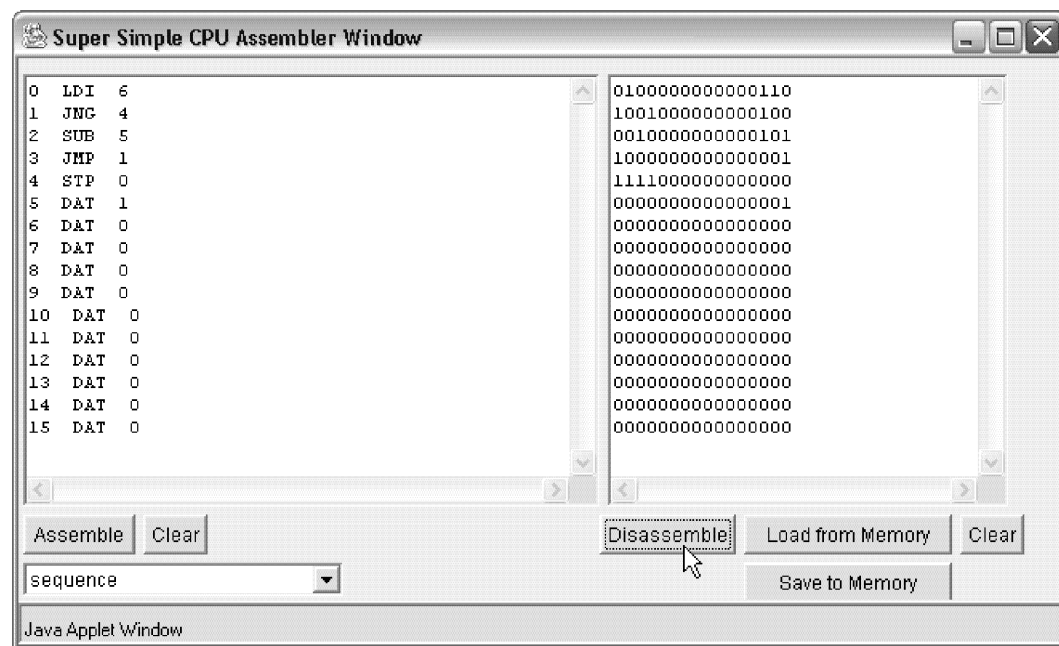 Super Simple CPU Assembler Window
0 LDI 6
1 JNG 4
2 SUB 5
3 JMP 1
4 STP 0
5 DAT 1
6 DAT 0
7 DAT 0
8 DAT 0
9 DAT 0
10 DAT 0
11 DAT 0
12 DAT 0
13 DAT 0
14 DAT 0
15 DAT 0
0100000000000110
1001000000000100
0010000000000101
1000000000000001
1111000000000000
0000000000000001
0000000000000000
0000000000000000
0000000000000000
0000000000000000
0000000000000000
0000000000000000
0000000000000000
0000000000000000
0000000000000000
0000000000000000
Assemble Clear Disassemble Load from Memory Clear
sequence Save to Memory
Java Applet Window